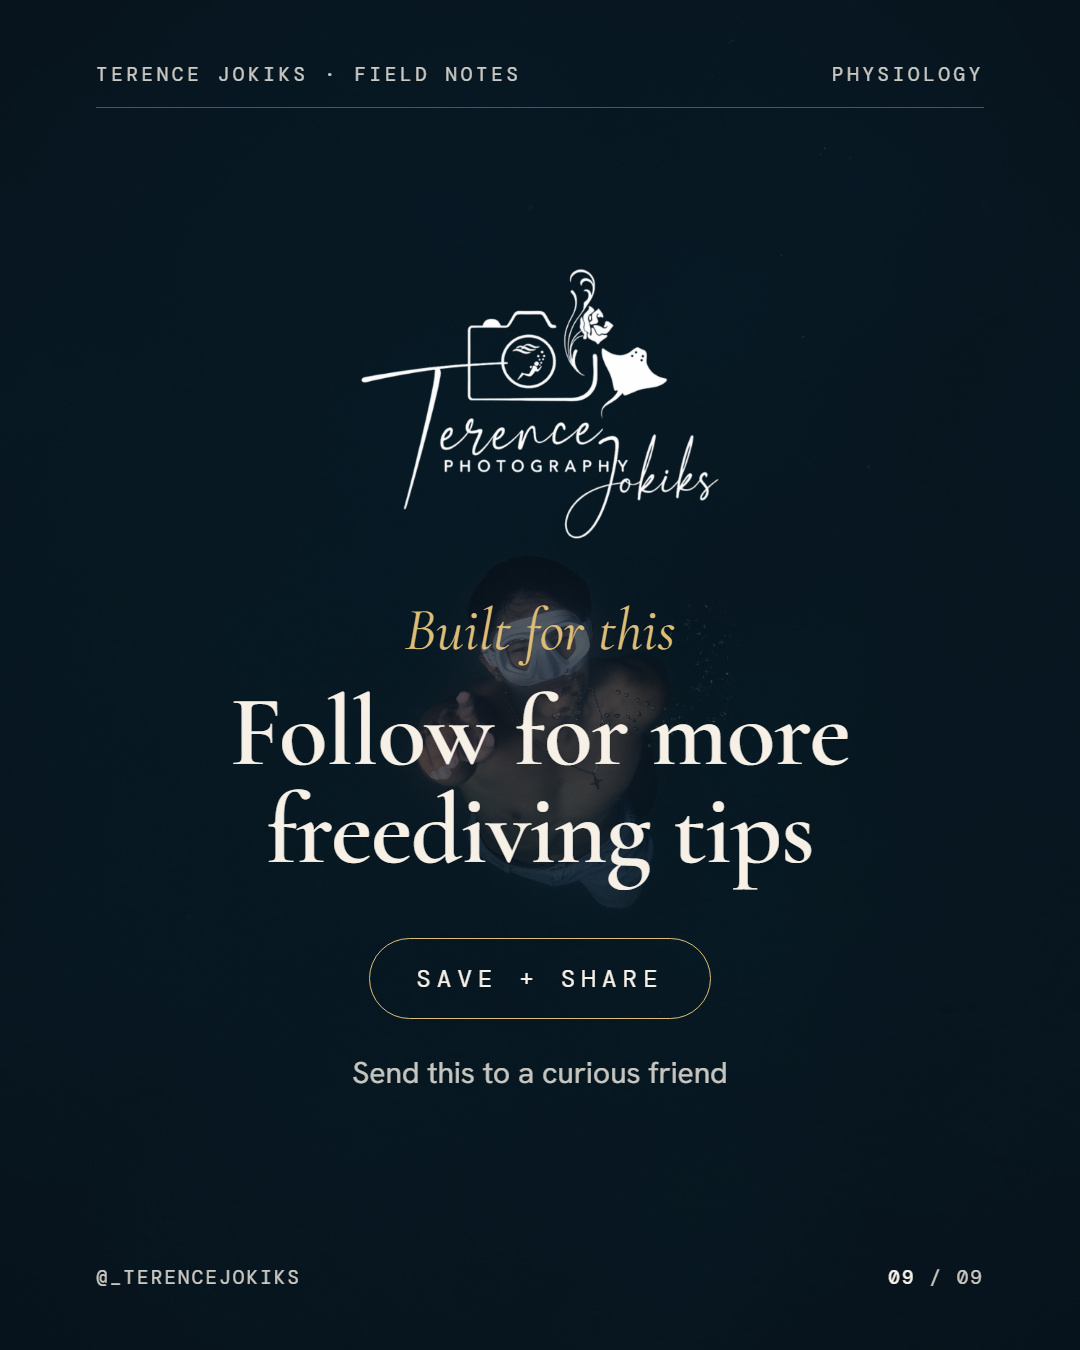 TERENCE JOKIKS · FIELD NOTES
PHYSIOLOGY
Terence
PHOTOGRAPHY
Jokiks
Built for this
Follow for more
freediving tips
SAVE + SHARE
Send this to a curious friend
@_TERENCEJOKIKS
09 / 09